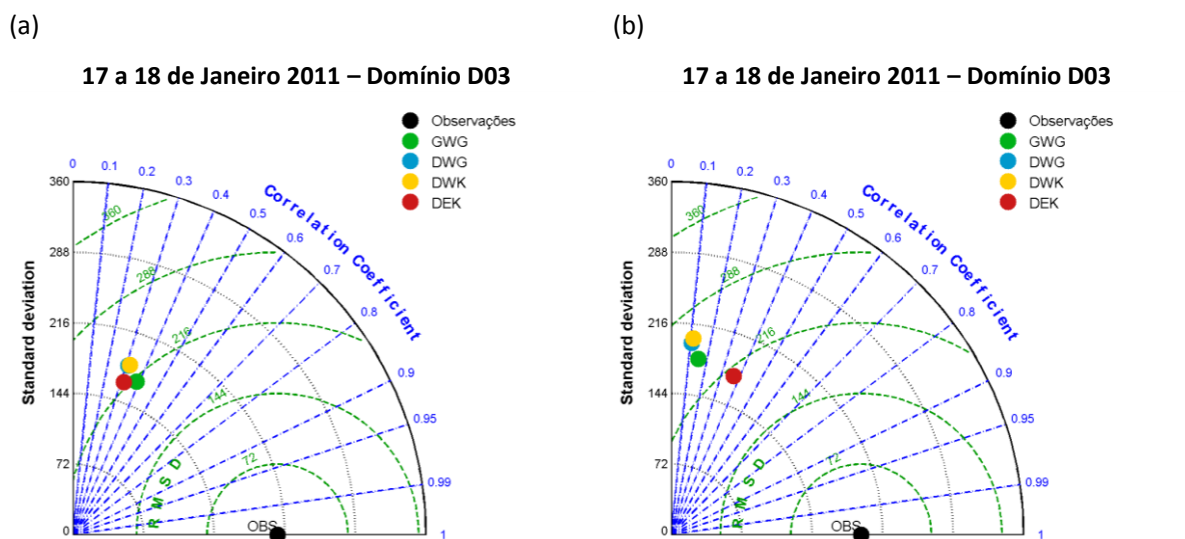 (a)
17 a 18 de Janeiro 2011 – Domínio D03
Observações
GWG
DWG
DWK
DEK
Standard deviation
360
288
216
144
72
0
0
0.1
0.2
0.3
0.4
0.5
0.6
0.7
0.8
0.9
0.95
0.99
1
Correlation Coefficient
360
288
216
144
72
RMSD
OBS
(b)
17 a 18 de Janeiro 2011 – Domínio D03
Observações
GWG
DWG
DWK
DEK
Standard deviation
360
288
216
144
72
0
0
0.1
0.2
0.3
0.4
0.5
0.6
0.7
0.8
0.9
0.95
0.99
1
Correlation Coefficient
360
288
216
144
72
RMSD
OBS